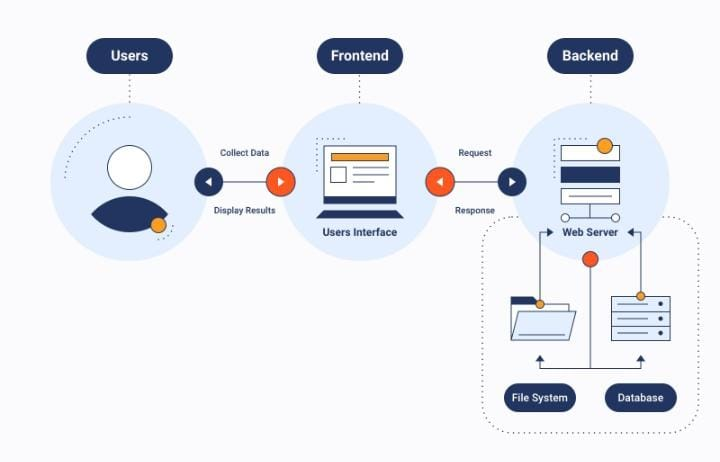 Users
Frontend
Backend
Collect Data
Request
Display Results
Response
Users Interface
Web Server
File System
Database